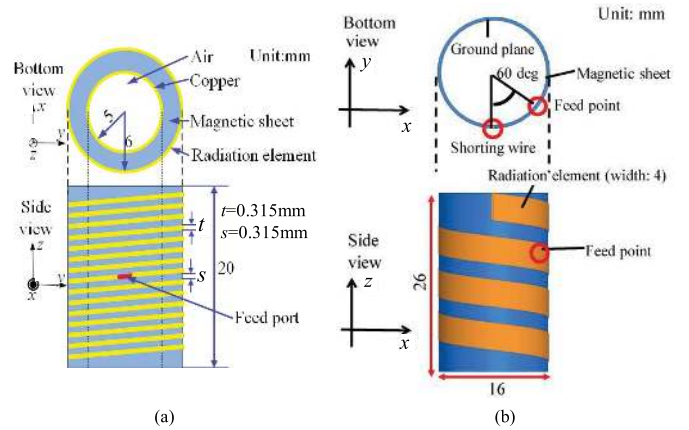 Air
Unit:mm
Bottom
view
Copper
x
y
z
5
6
Magnetic sheet
Radiation element
Side
view
z
y
x
t=0.315mm
s=0.315mm
t
s
20
Feed port
(a)
Unit: mm
Bottom
view
y
x
Ground plane
60 deg
Magnetic sheet
Feed point
Shorting wire
Radiation element (width: 4)
Side
view
z
x
Feed point
26
16
(b)